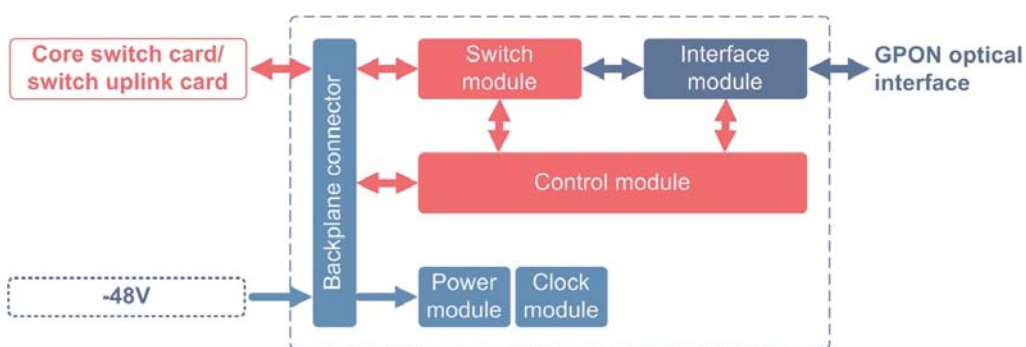 Core switch card/
switch uplink card
Backplane connector
Switch
module
Interface
module
GPON optical
interface
Control module
-48V
Power
module
Clock
module